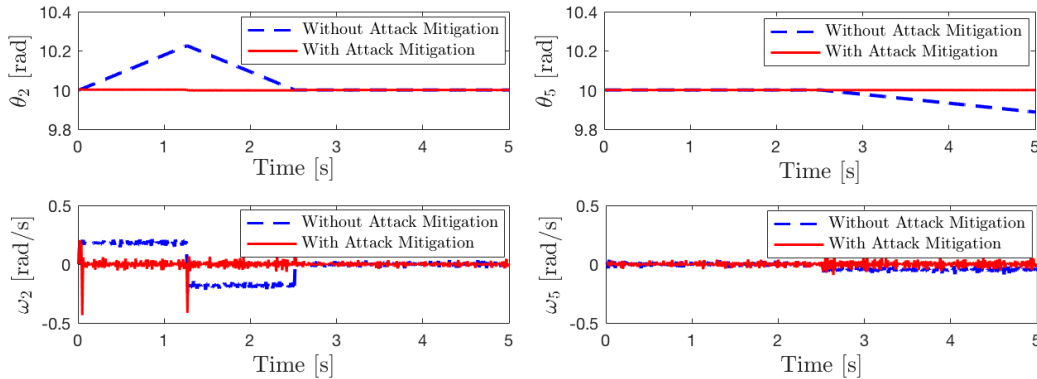 10.4
10.2
10
9.8
θ₂ [rad]
Without Attack Mitigation
With Attack Mitigation
0 1 2 3 4 5
Time [s]
10.4
10.2
10
9.8
θ₅ [rad]
Without Attack Mitigation
With Attack Mitigation
0 1 2 3 4 5
Time [s]
0.5
0
-0.5
ω₂ [rad/s]
Without Attack Mitigation
With Attack Mitigation
0 1 2 3 4 5
Time [s]
0.5
0
-0.5
ω₅ [rad/s]
Without Attack Mitigation
With Attack Mitigation
0 1 2 3 4 5
Time [s]